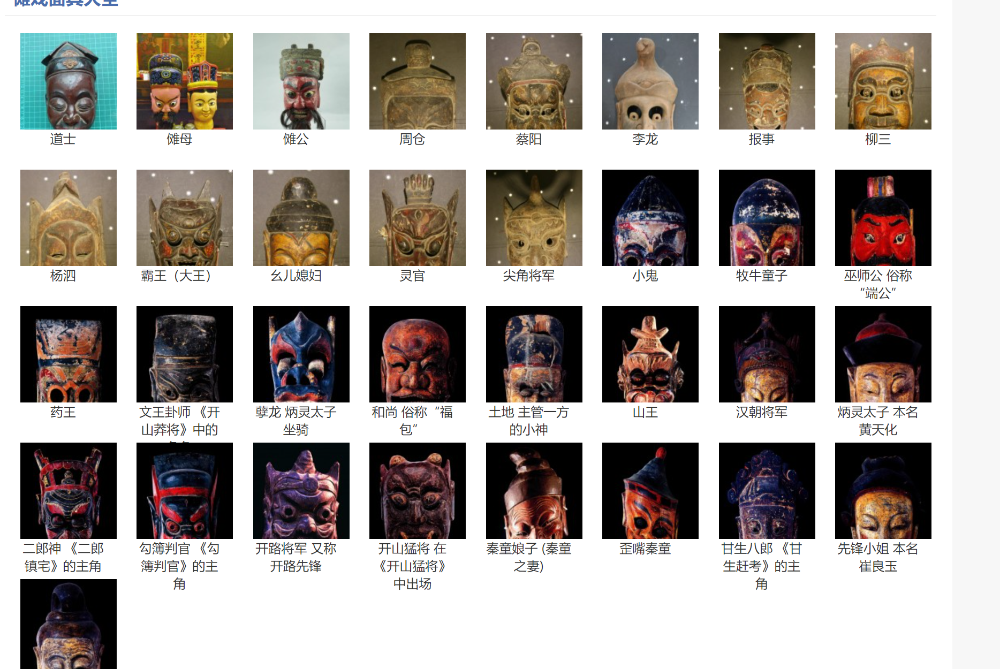 傩戏面具大全
道士
傩母
傩公
周仓
蔡阳
李龙
报事
柳三
杨泗
霸王（大王）
幺儿媳妇
灵官
尖角将军
小鬼
牧牛童子
巫师公 俗称
“端公”
药王
文王卦师 《开
山莽将》中的
孽龙 炳灵太子
坐骑
和尚 俗称“福
包”
土地 主管一方
的小神
山王
汉朝将军
炳灵太子 本名
黄天化
二郎神 《二郎
镇宅》的主角
勾簿判官 《勾
簿判官》的主
角
开路将军 又称
开路先锋
开山猛将 在
《开山猛将》
中出场
秦童娘子 (秦童
之妻)
歪嘴秦童
甘生八郎 《甘
生赶考》的主
角
先锋小姐 本名
崔良玉